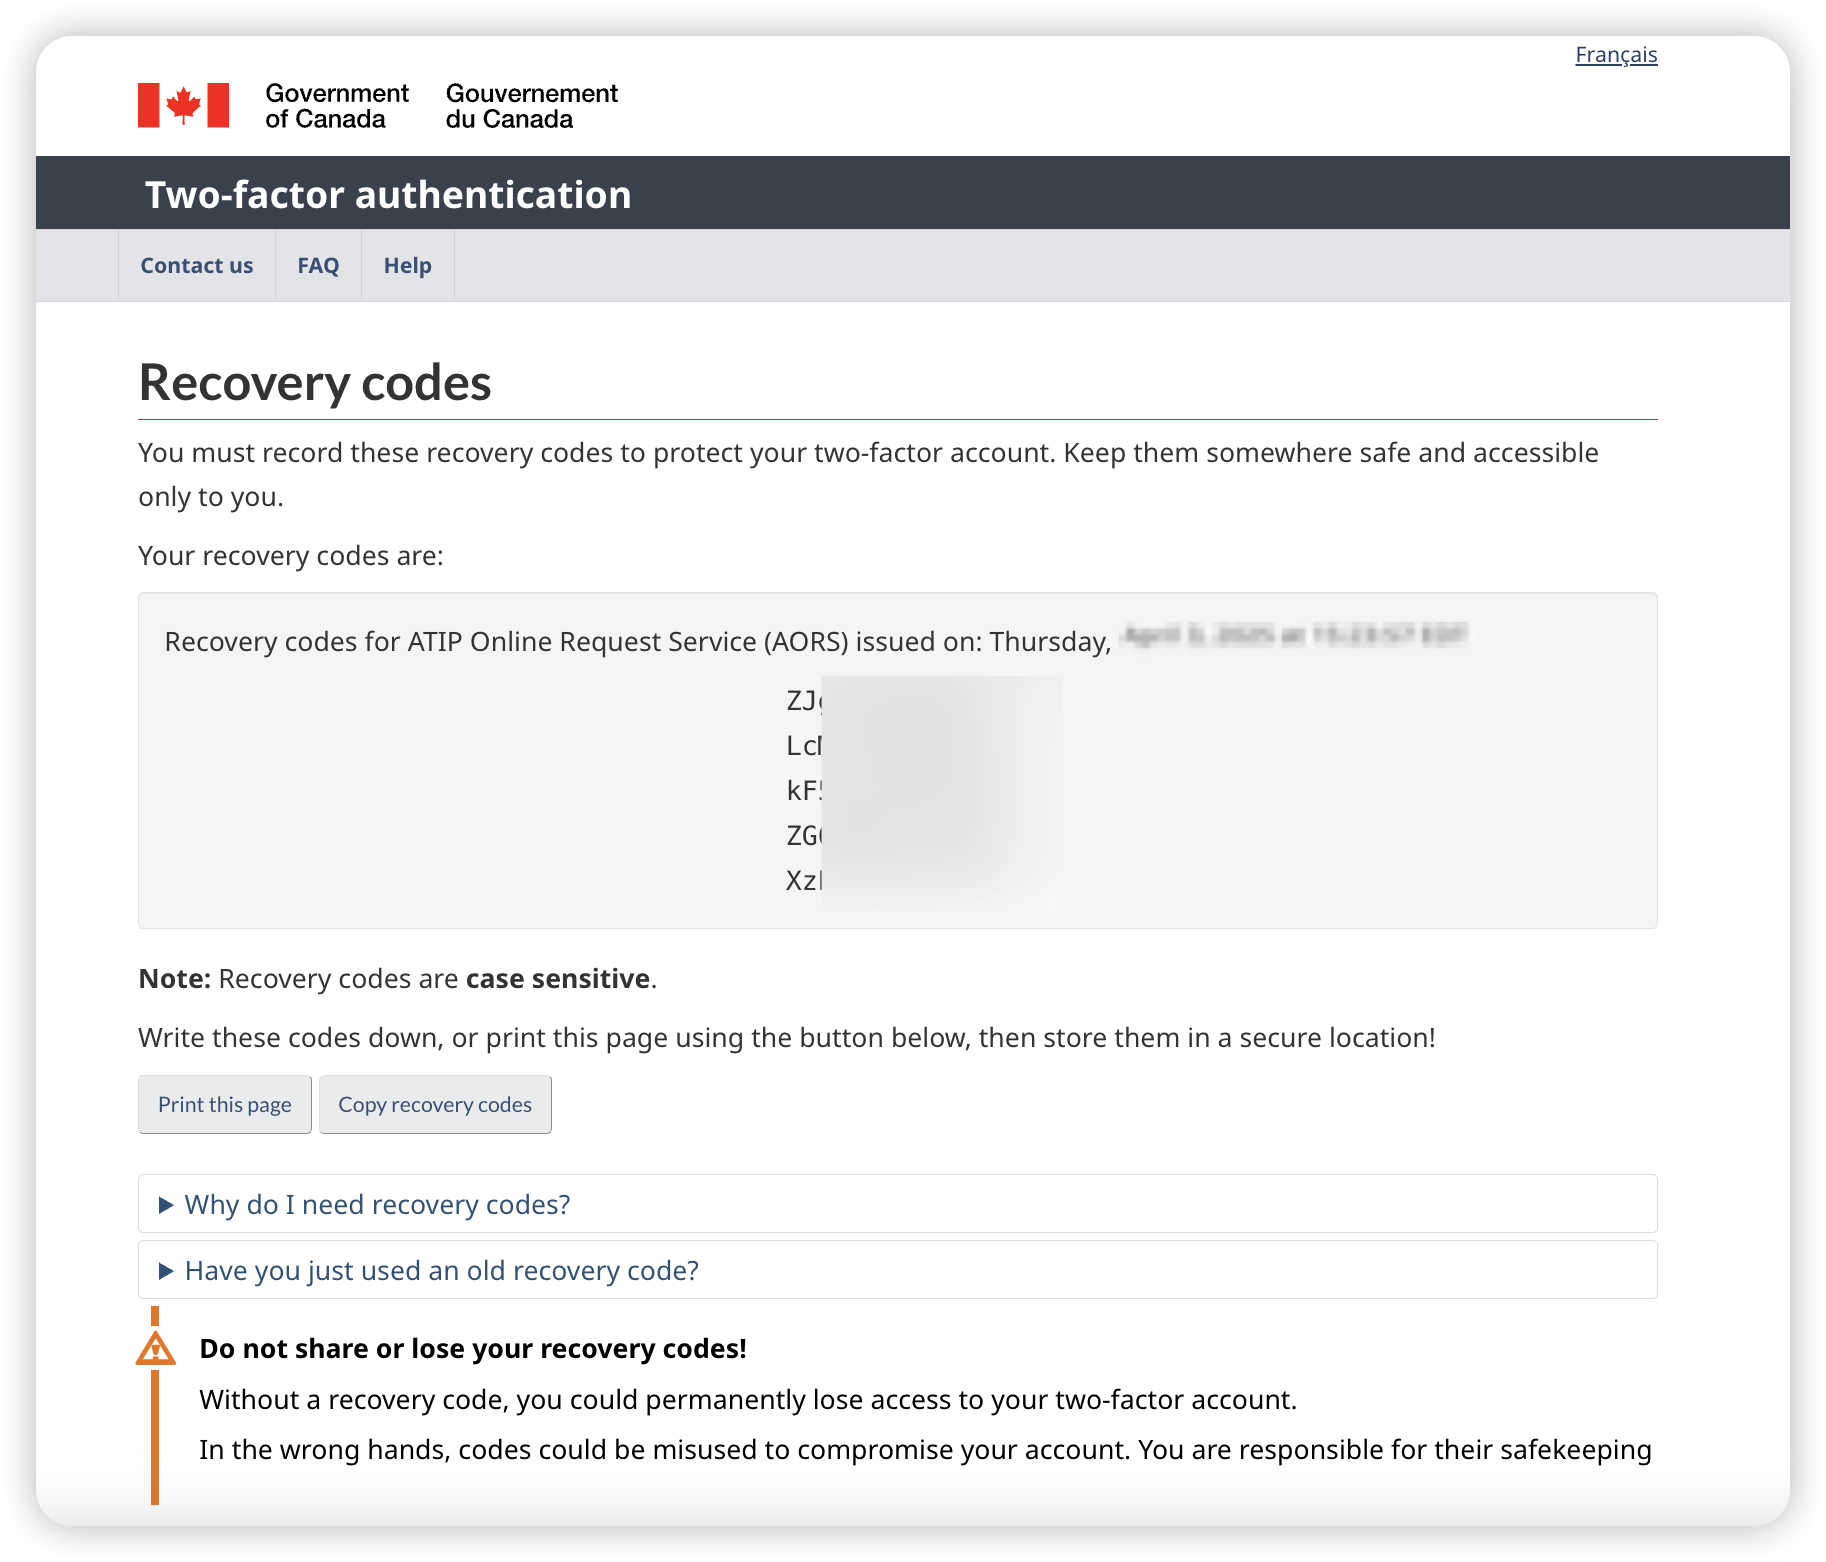 Français
Government of Canada
Gouvernement du Canada
Two-factor authentication
Contact us FAQ Help
Recovery codes
You must record these recovery codes to protect your two-factor account. Keep them somewhere safe and accessible
only to you.
Your recovery codes are:
Recovery codes for ATIP Online Request Service (AORS) issued on: Thursday,
ZJ
Lc
kF
ZG
Xz
Note: Recovery codes are case sensitive.
Write these codes down, or print this page using the button below, then store them in a secure location!
Print this page Copy recovery codes
Why do I need recovery codes?
Have you just used an old recovery code?
Do not share or lose your recovery codes!
Without a recovery code, you could permanently lose access to your two-factor account.
In the wrong hands, codes could be misused to compromise your account. You are responsible for their safekeeping